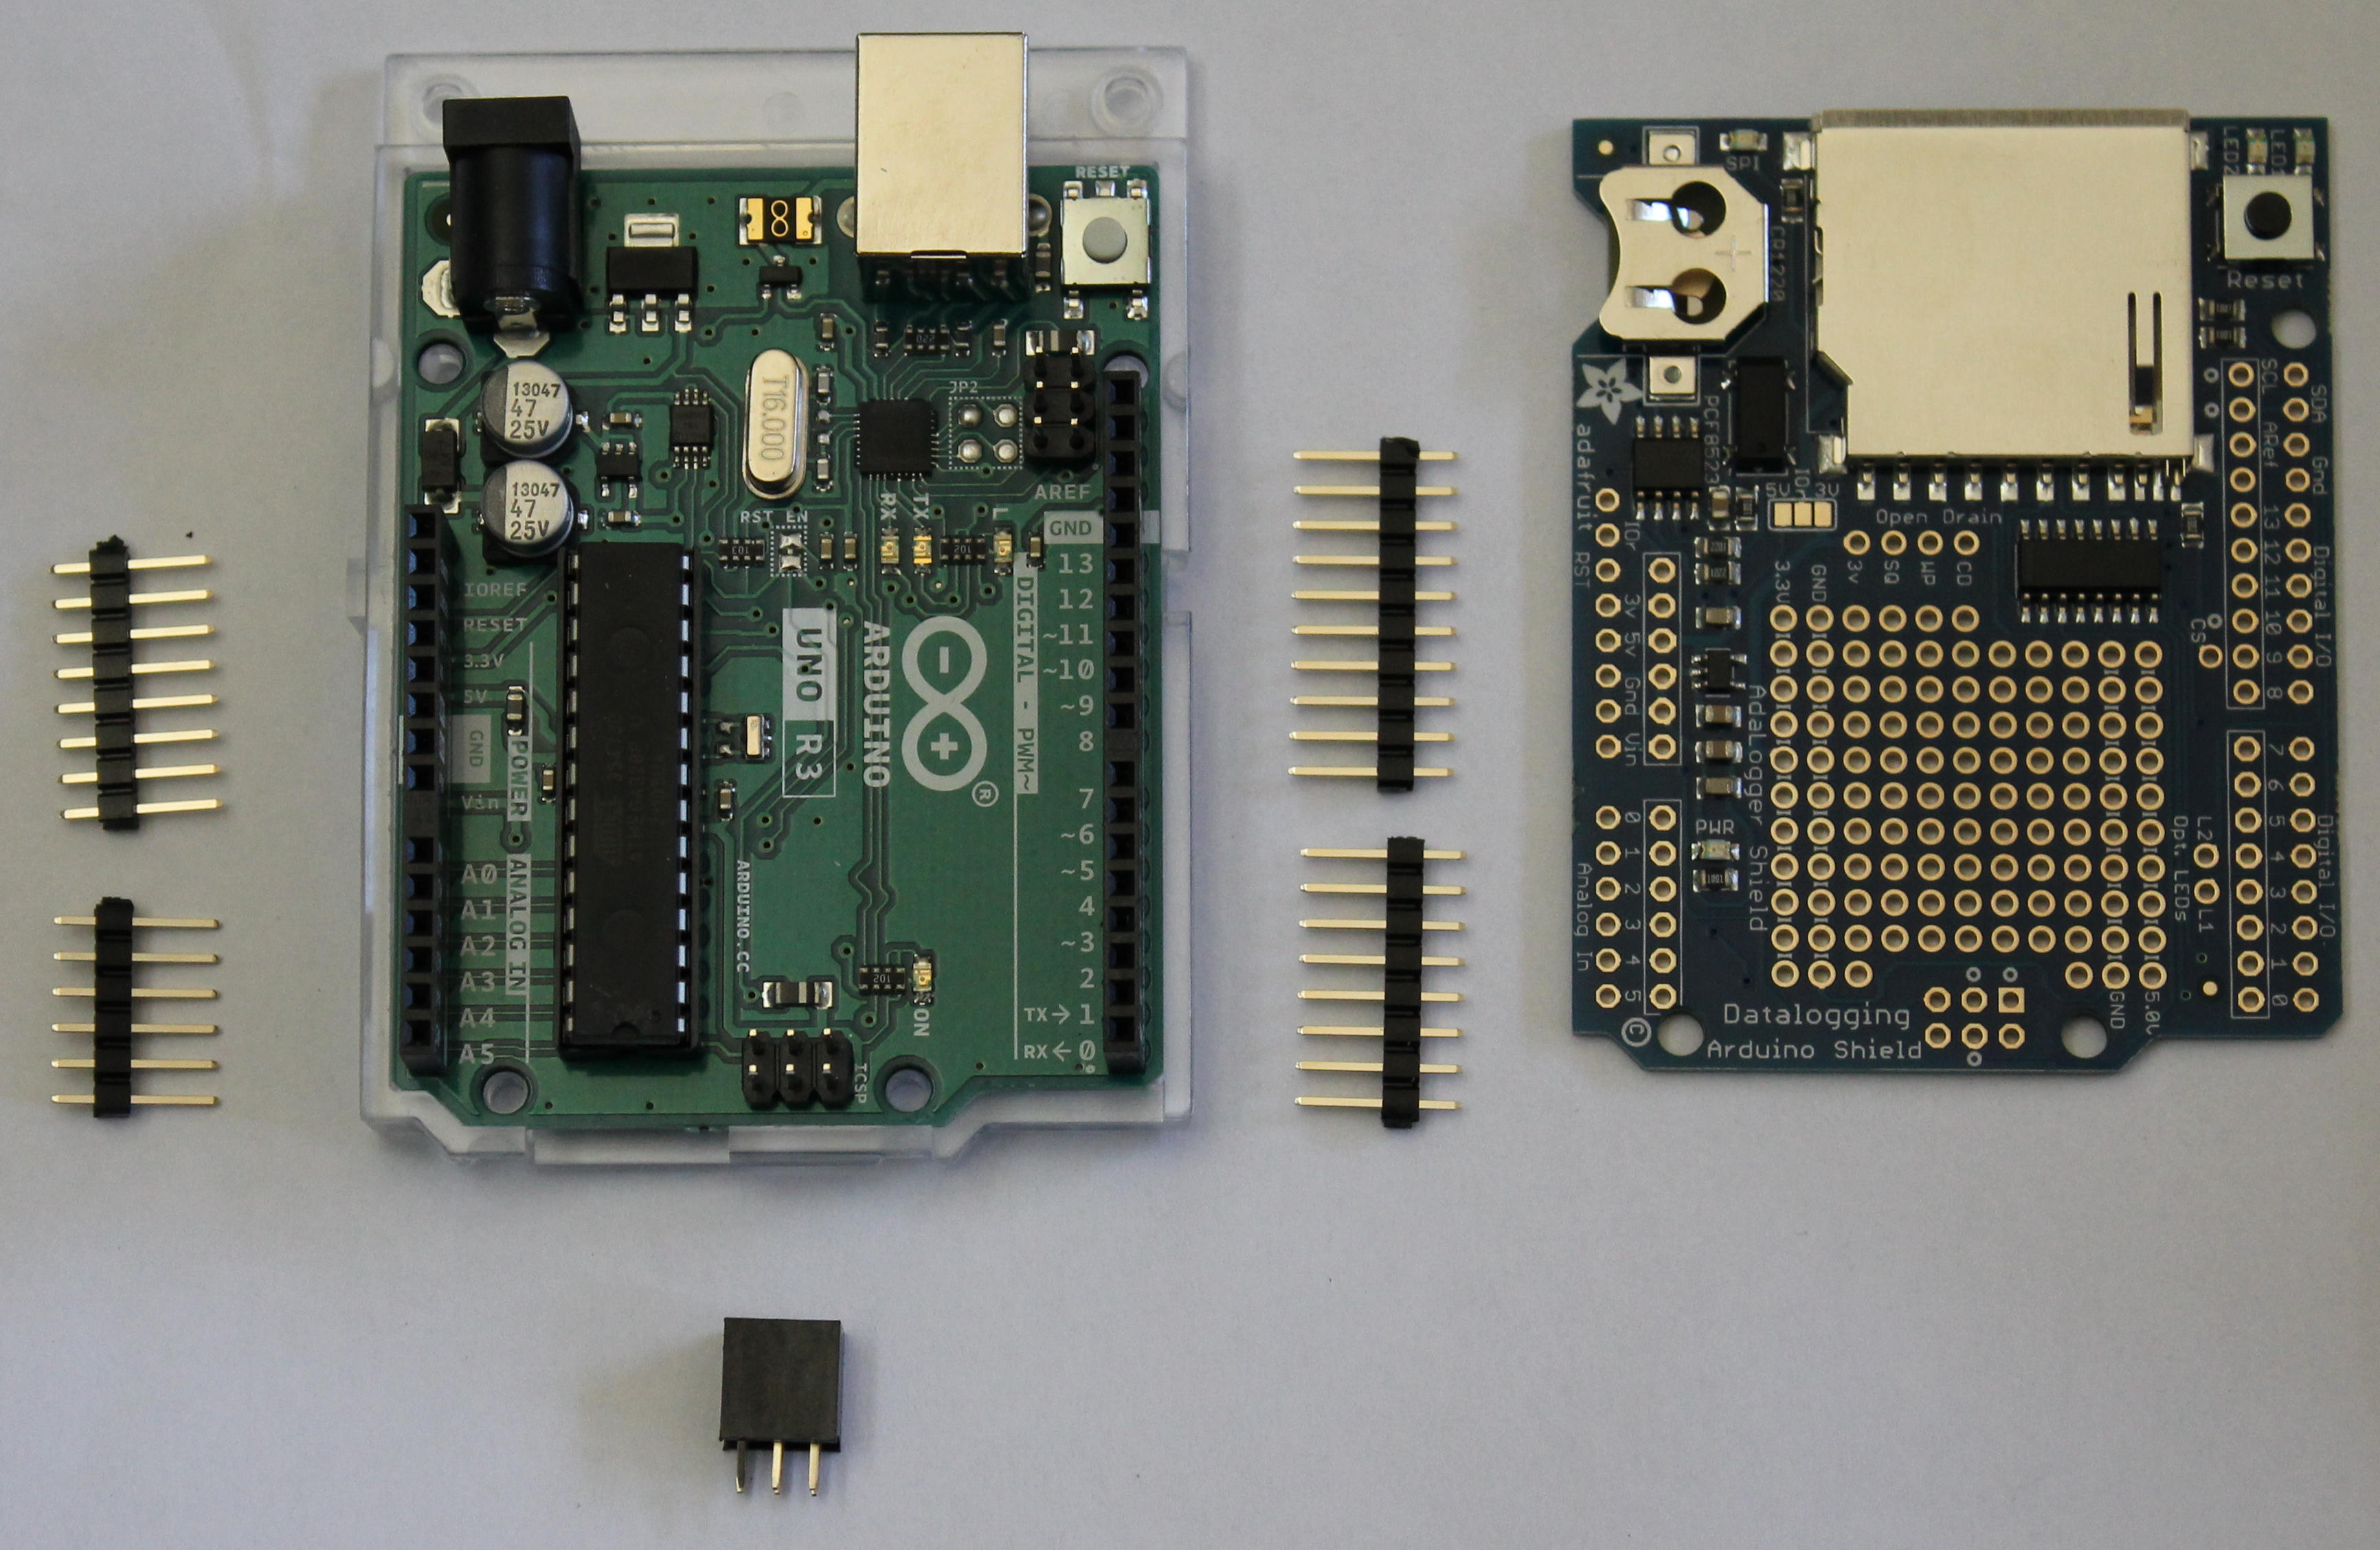 RESET
13047
47
25V
13047
47
25V
T16.000
220
JP2
RX
TX
L
RST EN
103
102
AREF
GND
13
12
~11
~10
~9
8
7
~6
~5
4
~3
2
TX→1
RX←0
DIGITAL - PWM~
IOREF
RESET
3.3V
5V
GND
Vin
POWER
A0
A1
A2
A3
A4
A5
ANALOG IN
UNO R3
ARDUINO
®
ARDUINO.CC
102
ON
ICSP
SPI
LED2
LED1
CR1220
Reset
adafruit
PCF8523
IOr
5V 3V
Open Drain
3v
SQ
WP
CD
3.3V
GND
IOr
RST
3v
5v
Gnd
Vin
SCL
SDA
ARef
Gnd
13
12
11
10
9
8
Digital I/O
CS
7
6
5
4
3
2
1
0
Digital I/O
L2
L1
Opt. LEDs
PWR
AdaLogger Shield
0
1
2
3
4
5
Analog In
GND
5.0V
©
Datalogging
Arduino Shield